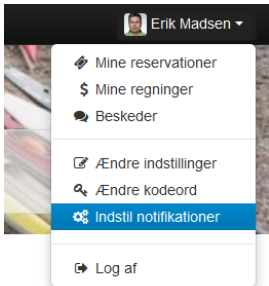 Erik Madsen
Mine reservationer
Mine regninger
Beskeder
Ændre indstillinger
Ændre kodeord
Indstil notifikationer
Log af